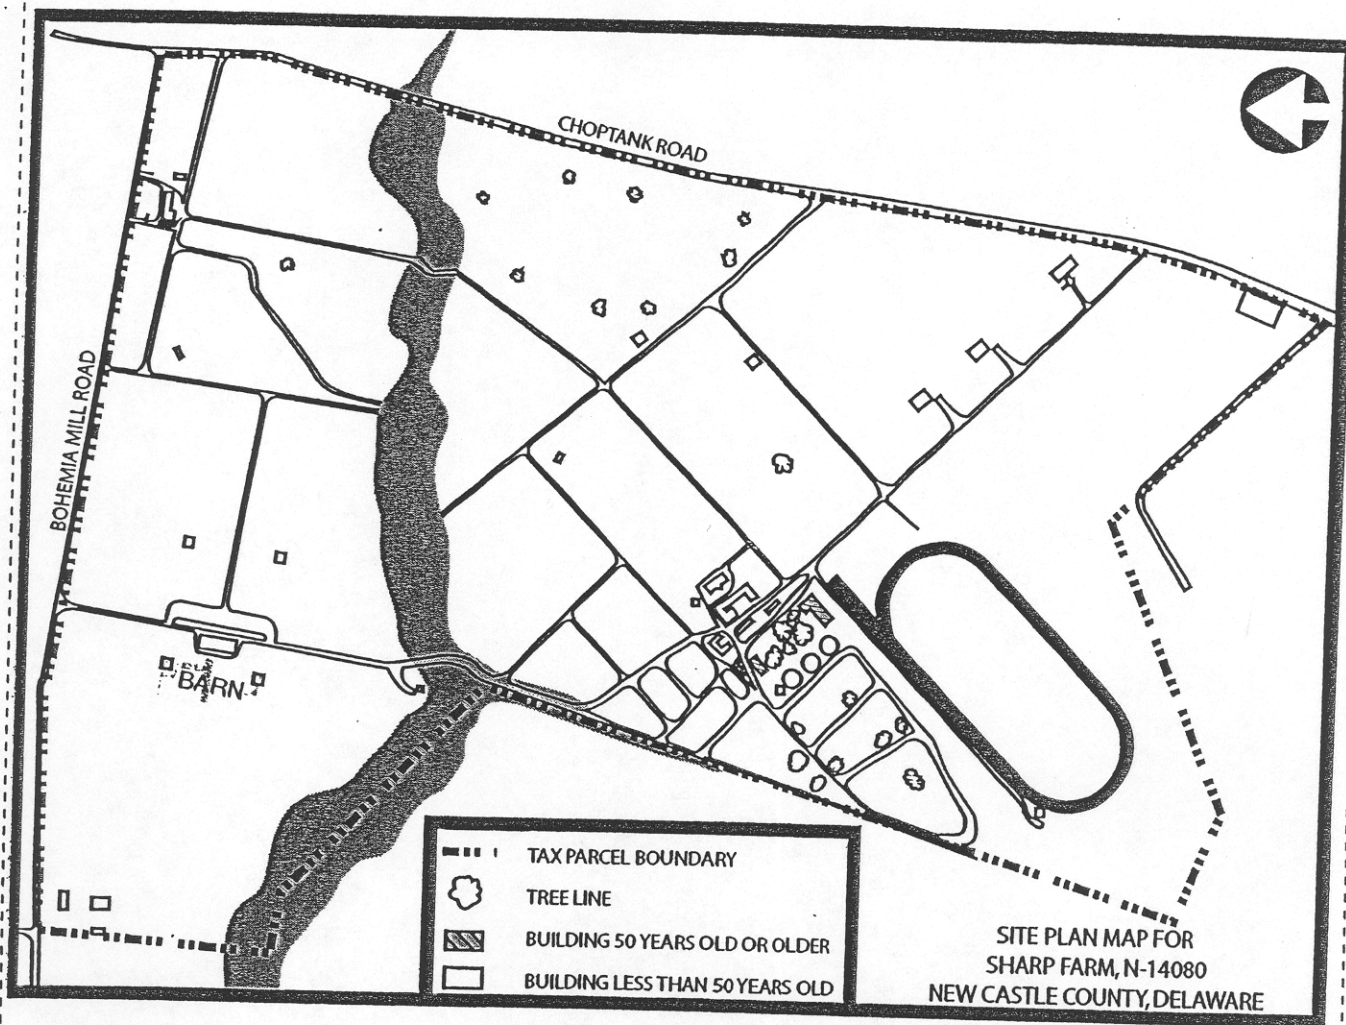 CHOPTANK ROAD
BOHEMIA MILL ROAD
BARN
TAX PARCEL BOUNDARY
TREE LINE
BUILDING 50 YEARS OLD OR OLDER
BUILDING LESS THAN 50 YEARS OLD
SITE PLAN MAP FOR
SHARP FARM, N-14080
NEW CASTLE COUNTY, DELAWARE